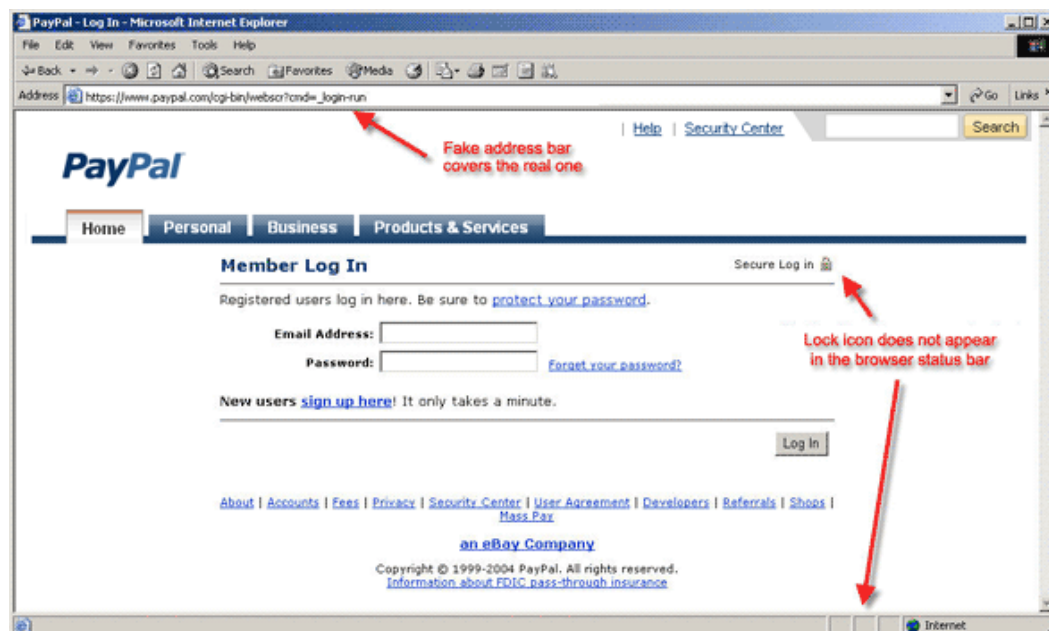 PayPal - Log In - Microsoft Internet Explorer
File Edit View Favorites Tools Help
Back Search Favorites Media
Address https://www.paypal.com/cgi-bin/webscr?cmd=_login-run Go Links
Help | Security Center Search
Fake address bar
covers the real one
PayPal
Home Personal Business Products & Services
Member Log In Secure Log in
Registered users log in here. Be sure to protect your password.
Email Address:
Lock icon does not appear
in the browser status bar
Password: Forget your password?
New users sign up here! It only takes a minute.
Log In
About | Accounts | Fees | Privacy | Security Center | User Agreement | Developers | Referrals | Shops |
Mass Pay
an eBay Company
Copyright © 1999-2004 PayPal. All rights reserved.
Information about FDIC pass-through insurance
Internet